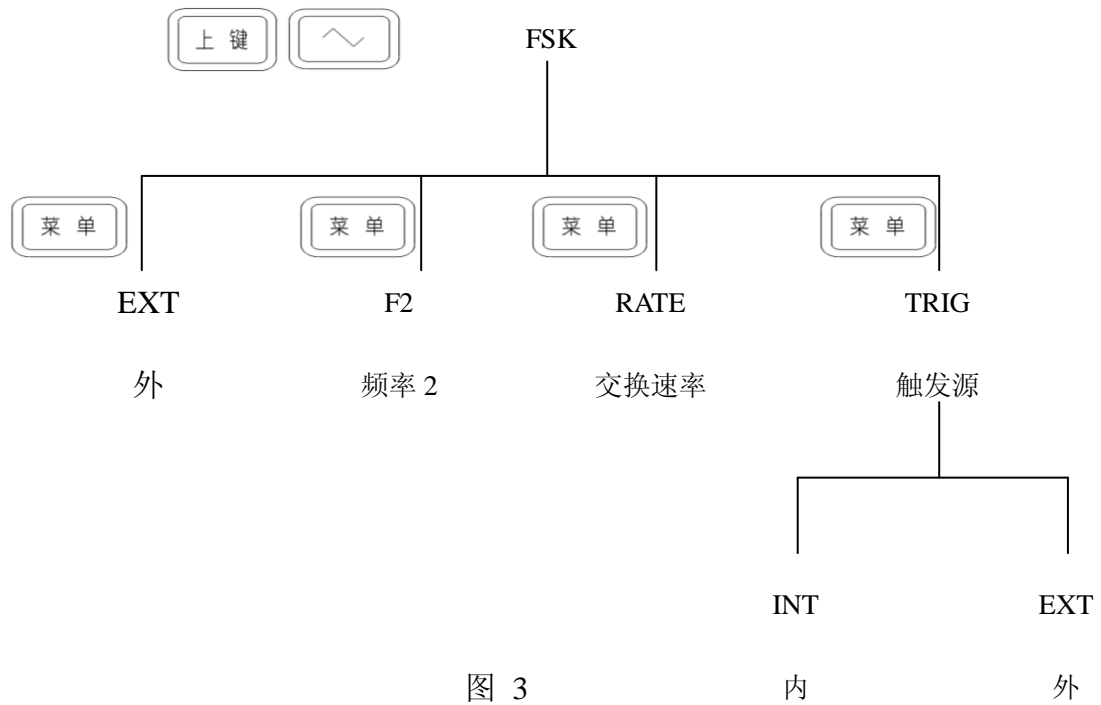 上 键 FSK
菜 单 菜 单 菜 单 菜 单
EXT F2 RATE TRIG
外 频率 2 交换速率 触发源
INT EXT
图 3 内 外